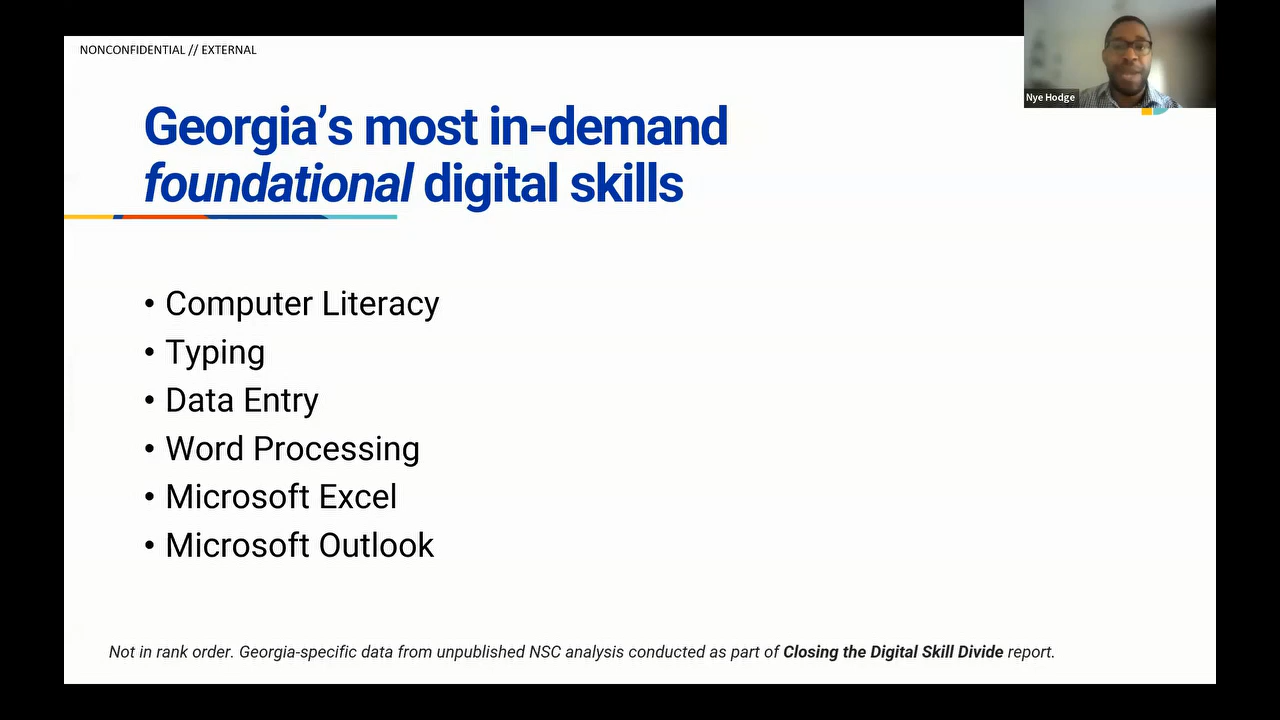 NONCONFIDENTIAL // EXTERNAL
Nye Hodge
Georgia’s most in-demand
foundational digital skills
• Computer Literacy
• Typing
• Data Entry
• Word Processing
• Microsoft Excel
• Microsoft Outlook
Not in rank order. Georgia-specific data from unpublished NSC analysis conducted as part of Closing the Digital Skill Divide report.